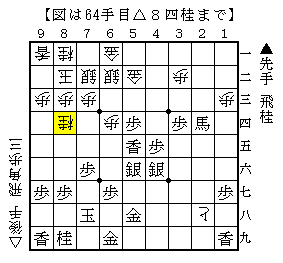 【図は64手目△８四桂まで】
９ ８ ７ ６ ５ ４ ３ ２ １
香 桂 金 一
王 銀 銀 金 歩 二
歩 歩 歩 歩 三
桂 歩 歩 歩 馬 四
香 歩 五
歩 銀 銀 六
歩 歩 歩 歩 七
玉 金 と 八
香 桂 金 香 九
▲先手 飛桂
△後手 飛角歩三